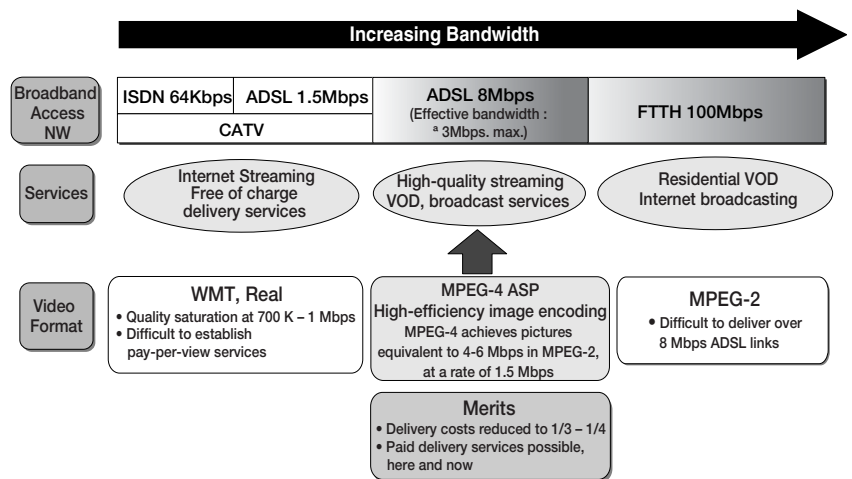 Increasing Bandwidth
Broadband
Access
NW
ISDN 64Kbps
ADSL 1.5Mbps
CATV
ADSL 8Mbps
(Effective bandwidth :
ª 3Mbps. max.)
FTTH 100Mbps
Services
Internet Streaming
Free of charge
delivery services
High-quality streaming
VOD, broadcast services
Residential VOD
Internet broadcasting
Video
Format
WMT, Real
• Quality saturation at 700 K – 1 Mbps
• Difficult to establish
pay-per-view services
MPEG-4 ASP
High-efficiency image encoding
MPEG-4 achieves pictures
equivalent to 4-6 Mbps in MPEG-2,
at a rate of 1.5 Mbps
MPEG-2
• Difficult to deliver over
8 Mbps ADSL links
Merits
• Delivery costs reduced to 1/3 – 1/4
• Paid delivery services possible,
here and now